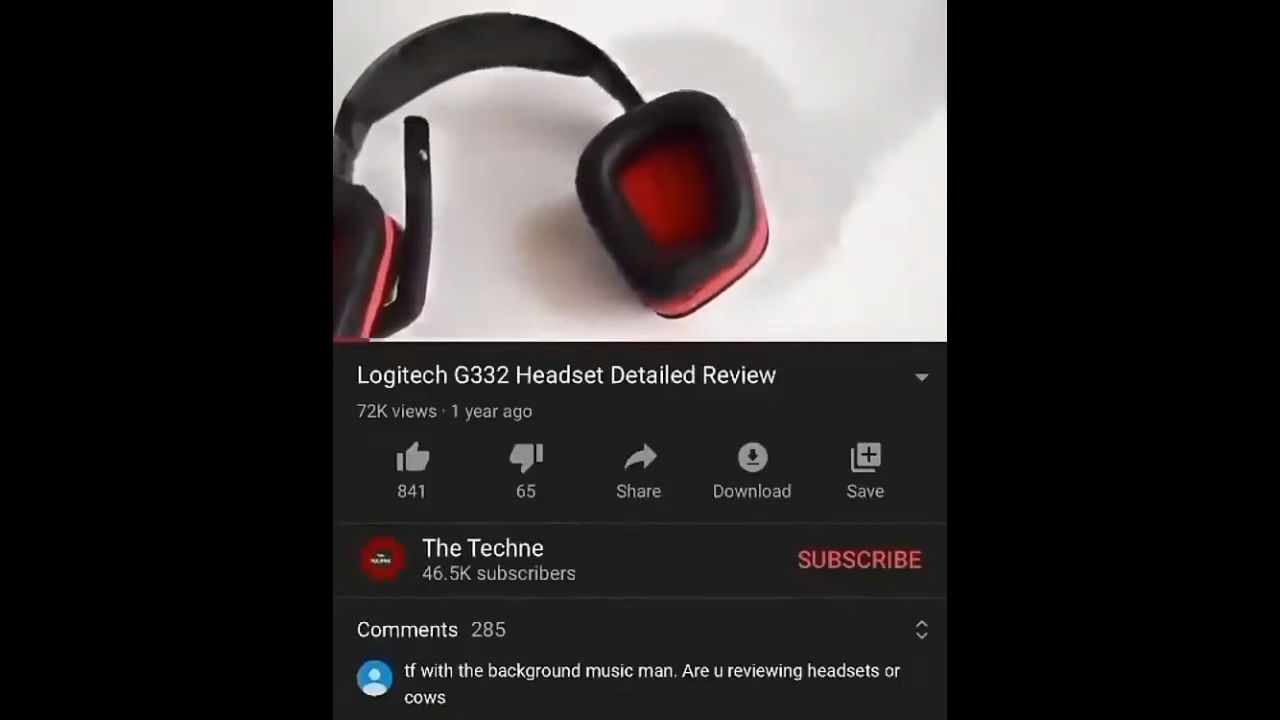 Logitech G332 Headset Detailed Review
72K views · 1 year ago
841
65
Share
Download
Save
The Techne
46.5K subscribers
SUBSCRIBE
Comments 285
tf with the background music man. Are u reviewing headsets or
cows